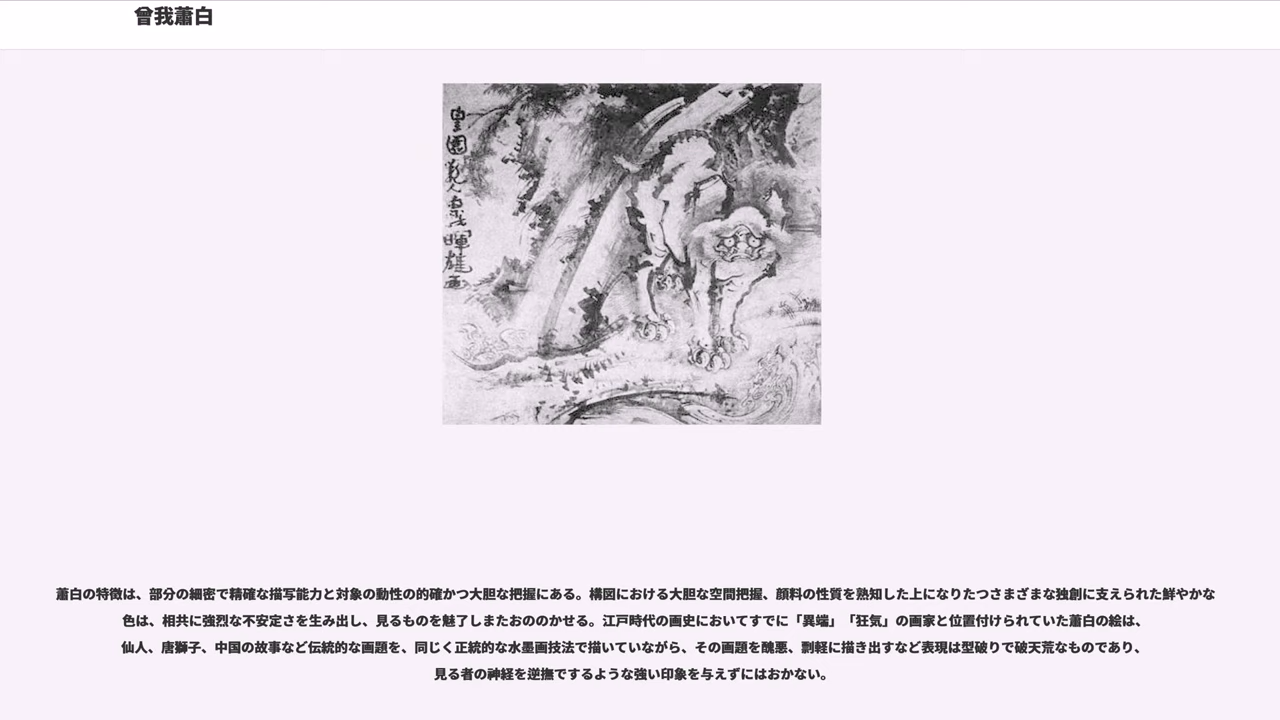 曾我蕭白
蕭白の特徴は、部分の細密で精確な描写能力と対象の動性の的確かつ大胆な把握にある。構図における大胆な空間把握、顔料の性質を熟知した上になりたつさまざまな独創に支えられた鮮やかな
色は、相共に強烈な不安定さを生み出し、見るものを魅了しまたおののかせる。江戸時代の画史においてすでに「異端」「狂気」の画家と位置付けられていた蕭白の絵は、
仙人、唐獅子、中国の故事など伝統的な画題を、同じく正統的な水墨画技法で描いていながら、その画題を醜悪、剽軽に描き出すなど表現は型破りで破天荒なものであり、
見る者の神経を逆撫でするような強い印象を与えずにはおかない。